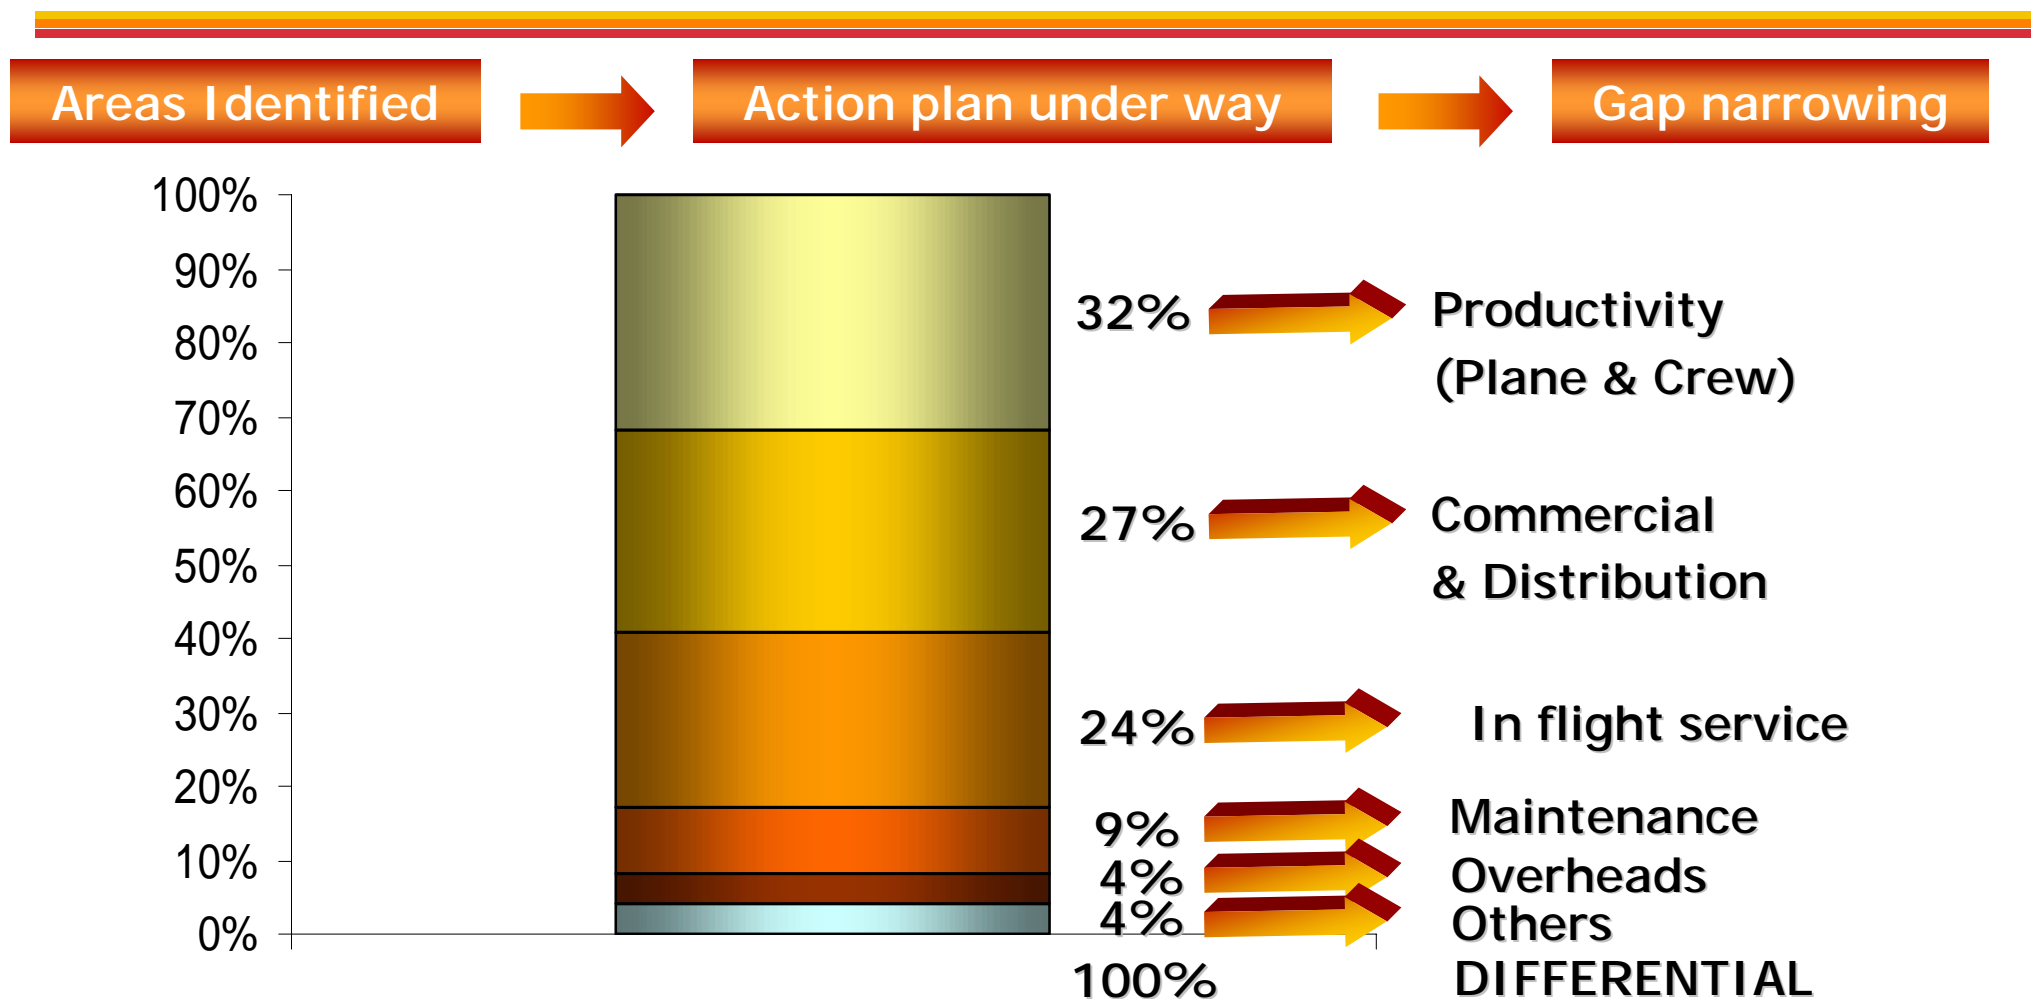 Areas Identified
Action plan under way
Gap narrowing
100%
90%
80%
70%
60%
50%
40%
30%
20%
10%
0%
32%
Productivity
(Plane & Crew)
27%
Commercial
& Distribution
24%
In flight service
9%
Maintenance
4%
Overheads
4%
Others
100%
DIFFERENTIAL